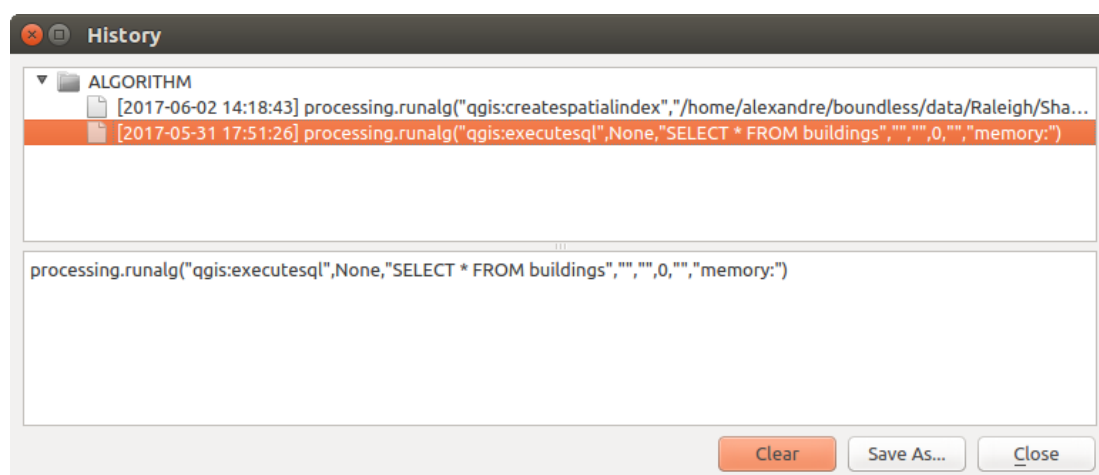 History
ALGORITHM
[2017-06-02 14:18:43] processing.runalg("qgis:createspatialindex","/home/alexandre/boundless/data/Raleigh/Sha...
[2017-05-31 17:51:26] processing.runalg("qgis:executesql",None,"SELECT * FROM buildings","","",0,"","memory:")
processing.runalg("qgis:executesql",None,"SELECT * FROM buildings","","",0,"","memory:")
Clear Save As... Close